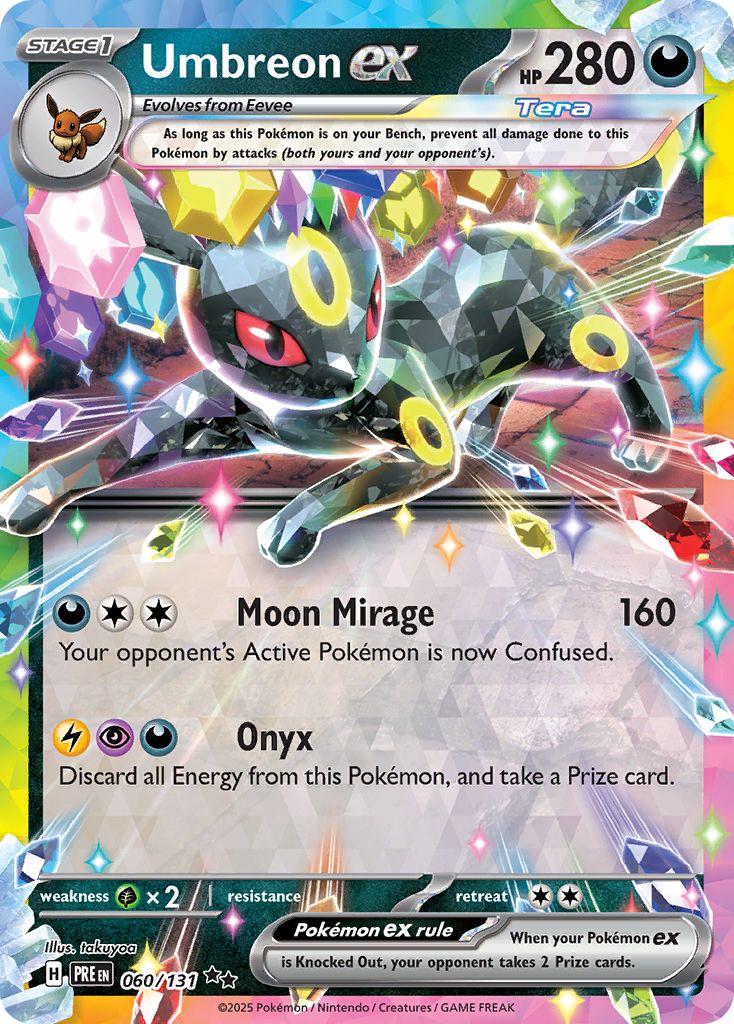 STAGE 1
Umbreon ex
HP 280
Evolves from Eevee
Tera
As long as this Pokémon is on your Bench, prevent all damage done to this
Pokémon by attacks (both yours and your opponent's).
Moon Mirage 160
Your opponent's Active Pokémon is now Confused.
Onyx
Discard all Energy from this Pokémon, and take a Prize card.
weakness ×2 resistance retreat
Pokémon ex rule
When your Pokémon ex
is Knocked Out, your opponent takes 2 Prize cards.
Illus. takuyoa
H PRE EN 060/131
©2025 Pokémon / Nintendo / Creatures / GAME FREAK